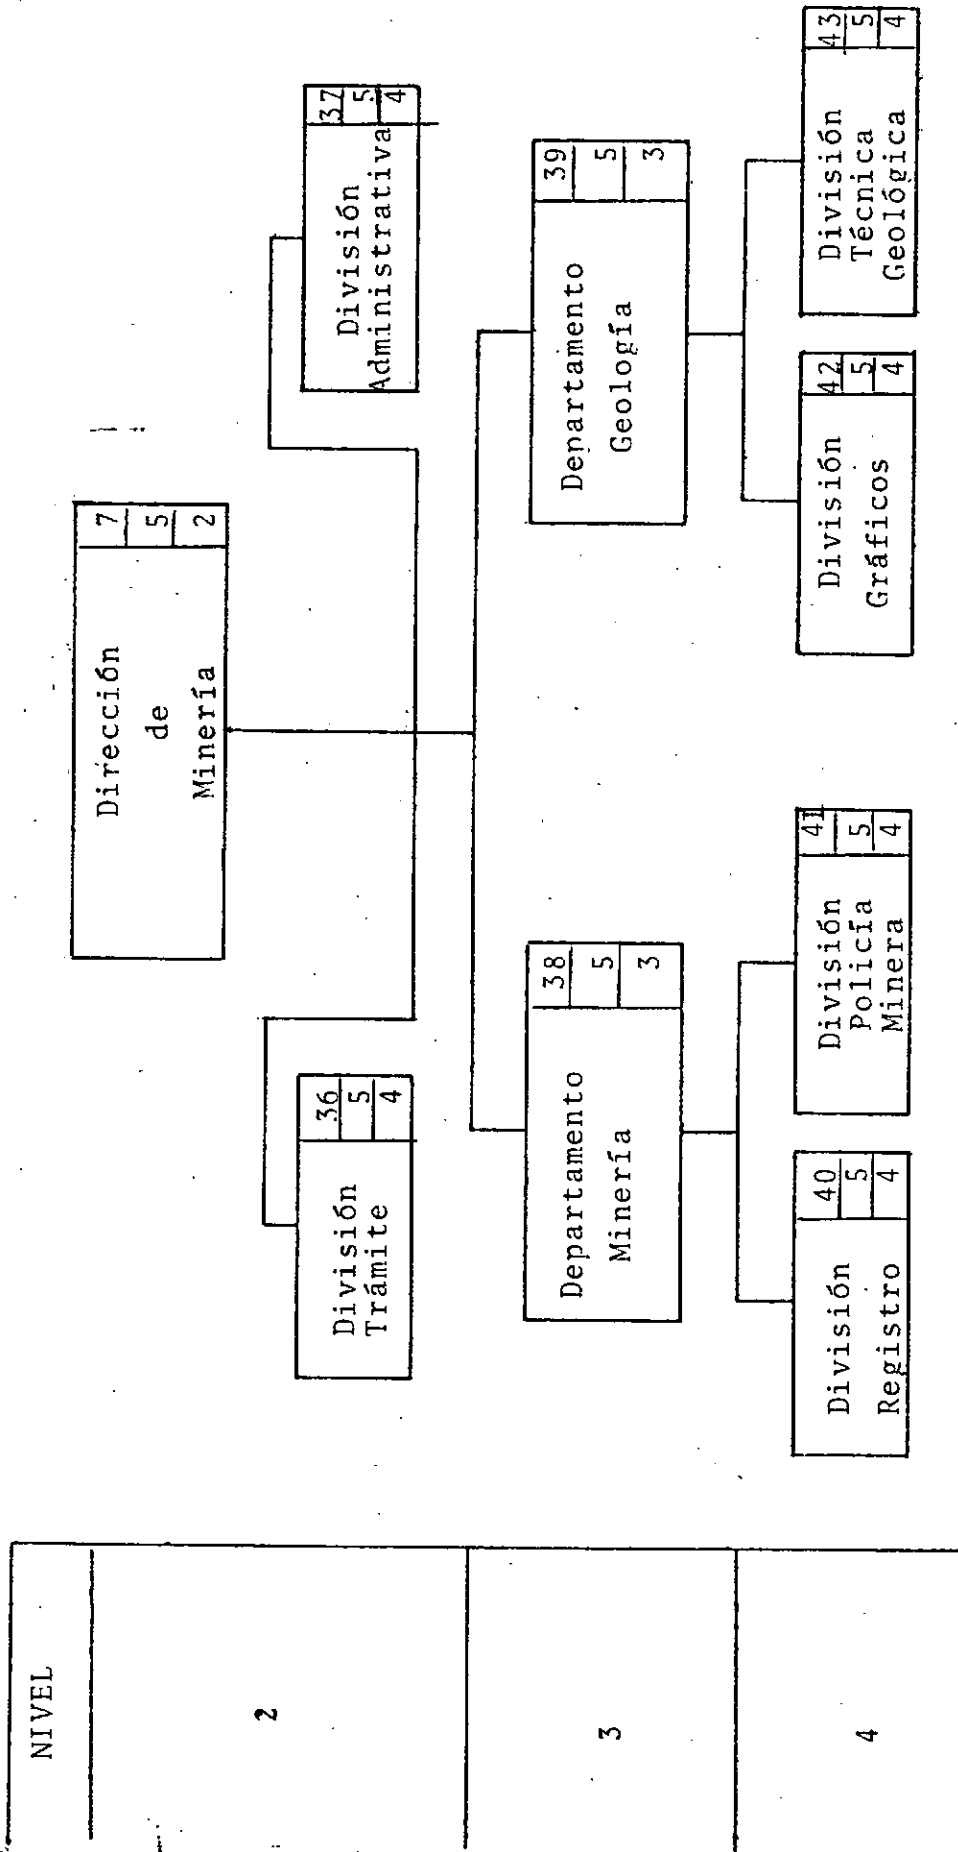 NIVEL
2
3
4
Dirección
de
Minería
7
5
2
División
Trámite
36
5
4
División
Administrativa
37
5
4
Departamento
Minería
38
5
3
Departamento
Geología
39
5
3
División
Registro
40
5
4
División
Policía
Minera
41
5
4
División
Gráficos
42
5
4
División
Técnica
Geológica
43
5
4